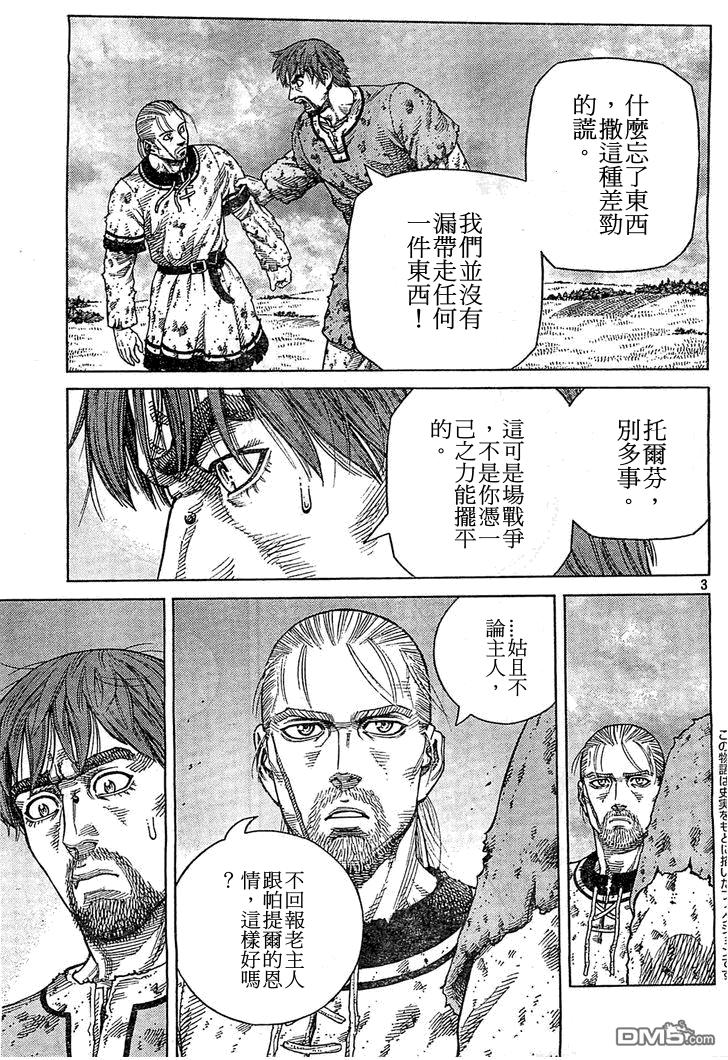 什麼忘了東西
，撒這種差勁
的謊。
我們並沒有
漏帶走任何
一件東西！
托爾芬，
別多事。
這可是場戰爭
，不是你憑一
己之力能擺平
的。
3
…姑且不
論主人，
不回報老主人
跟帕提爾的恩
情，這樣好嗎
？
この物語は史実をもとに描いたフィクションです
DM5.com